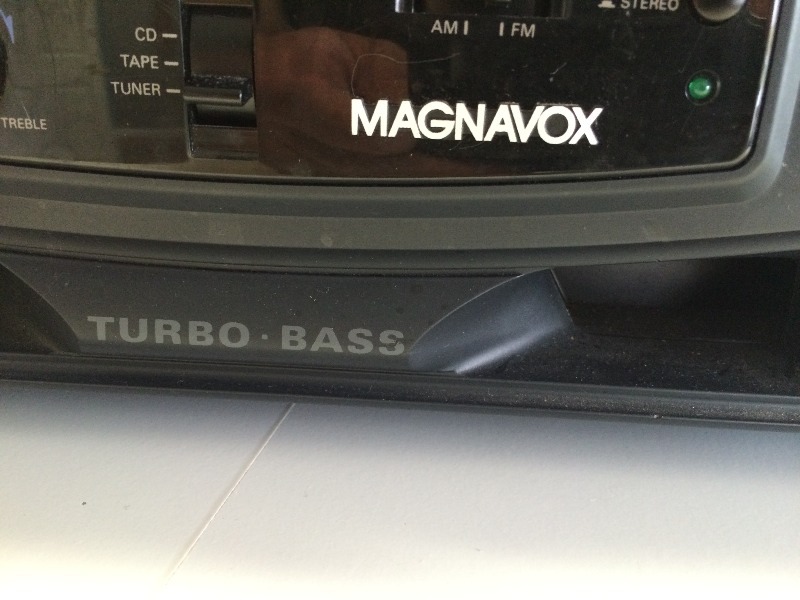 STEREO
AM FM
CD
TAPE
TUNER
TREBLE
MAGNAVOX
TURBO · BASS